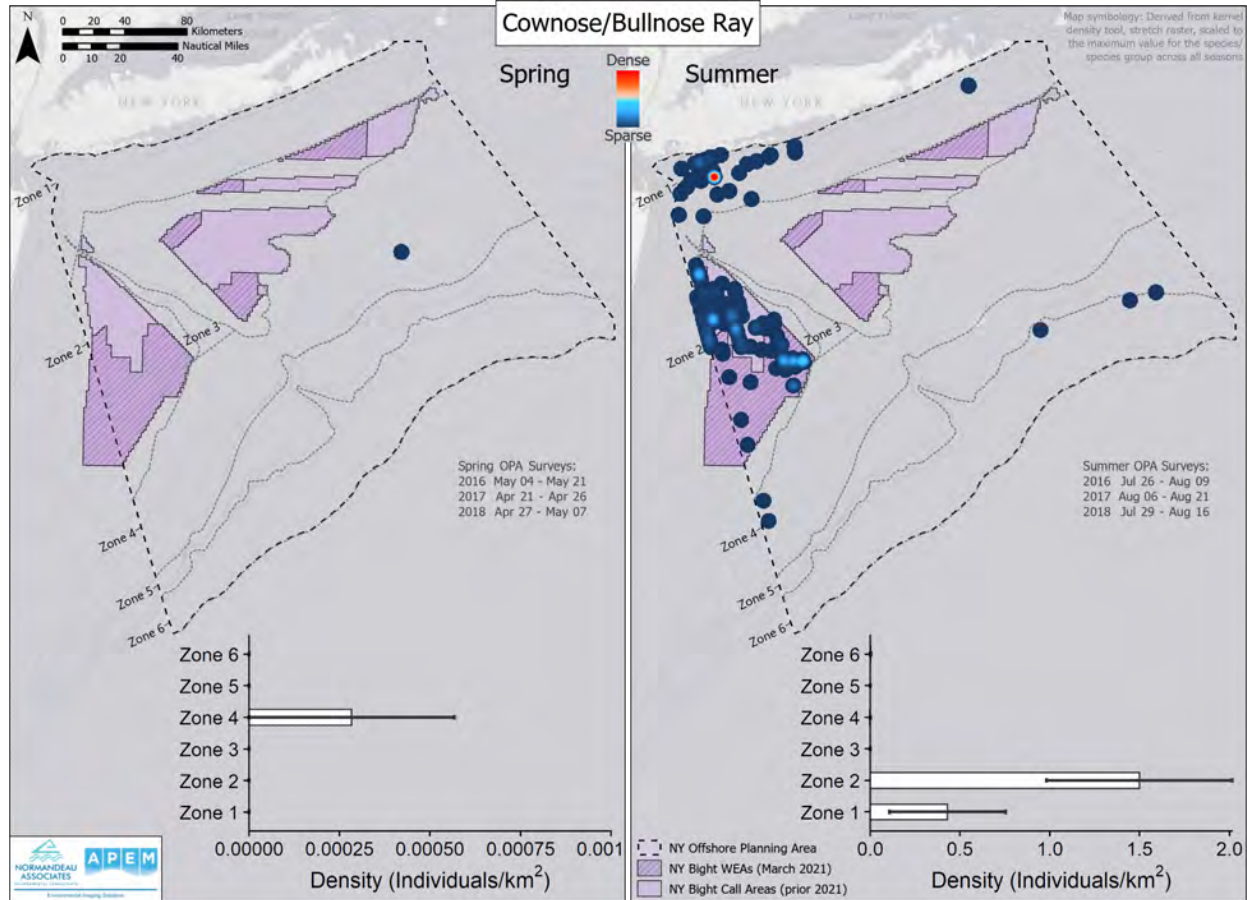 Cownose/Bullnose Ray
N
0 20 40 80
Kilometers
Nautical Miles
0 20 40
Map symbology: Derived from kernel
density tool, stretch raster, scaled to
the maximum value for the species/
species group across all seasons
Spring
Dense
Sparse
Summer
NEW YORK
NEW YORK
Zone 1
Zone 2
Zone 3
Zone 4
Zone 5
Zone 6
Spring OPA Surveys:
2016 May 04 - May 21
2017 Apr 21 - Apr 26
2018 Apr 27 - May 07
Zone 1
Zone 2
Zone 3
Zone 4
Zone 5
Zone 6
Summer OPA Surveys:
2016 Jul 26 - Aug 09
2017 Aug 06 - Aug 21
2018 Jul 29 - Aug 16
Zone 6
Zone 5
Zone 4
Zone 3
Zone 2
Zone 1
0.00000 0.00025 0.00050 0.00075 0.001
Density (Individuals/km²)
Zone 6
Zone 5
Zone 4
Zone 3
Zone 2
Zone 1
0.0 0.5 1.0 1.5 2.0
Density (Individuals/km²)
NY Offshore Planning Area
NY Bight WEAs (March 2021)
NY Bight Call Areas (prior 2021)
NORMANDEAU
ASSOCIATES
APEM